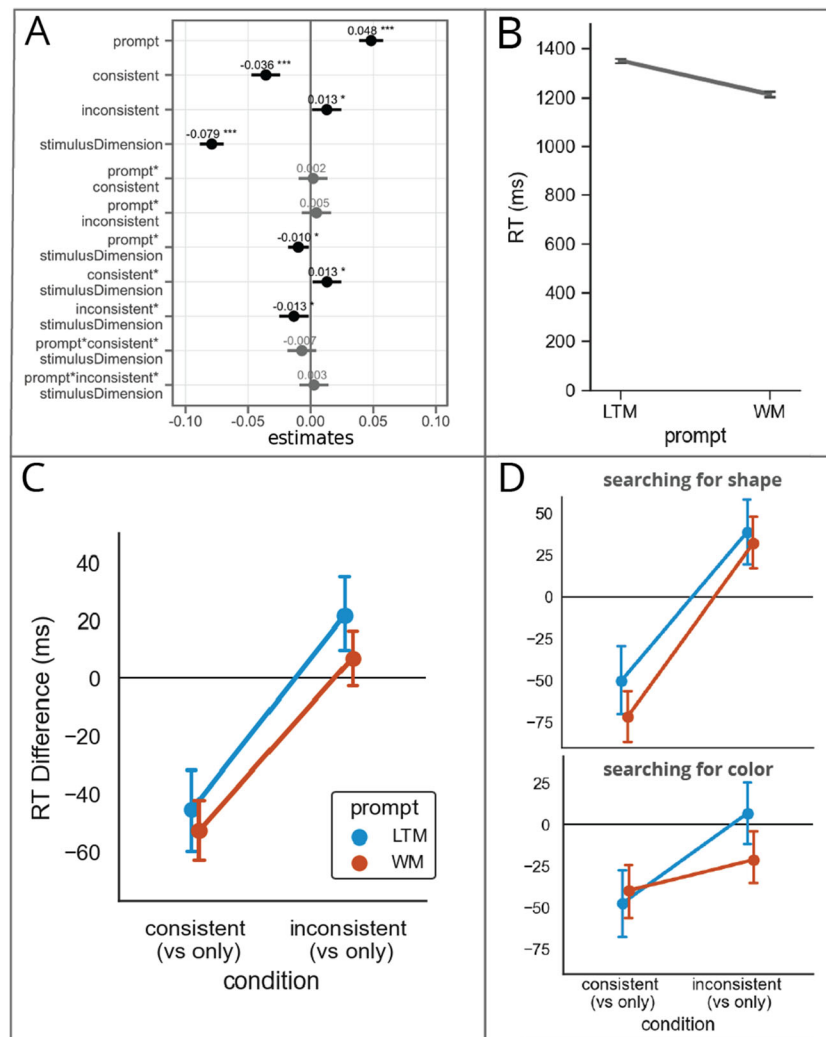 A
prompt
0.048 ***
consistent
-0.036 ***
inconsistent
0.013 *
stimulusDimension
-0.079 ***
prompt*
consistent
0.002
prompt*
inconsistent
0.005
prompt*
stimulusDimension
-0.010 *
consistent*
stimulusDimension
0.013 *
inconsistent*
stimulusDimension
-0.013 *
prompt*consistent*
stimulusDimension
-0.007
prompt*inconsistent*
stimulusDimension
0.003
-0.10 -0.05 0.00 0.05 0.10
estimates
B
1400
1200
1000
800
600
400
200
0
RT (ms)
LTM WM
prompt
C
40
20
0
−20
−40
−60
RT Difference (ms)
prompt
LTM
WM
consistent inconsistent
(vs only) (vs only)
condition
D
searching for shape
50
25
0
−25
−50
−75
searching for color
25
0
−25
−50
−75
consistent inconsistent
(vs only) (vs only)
condition